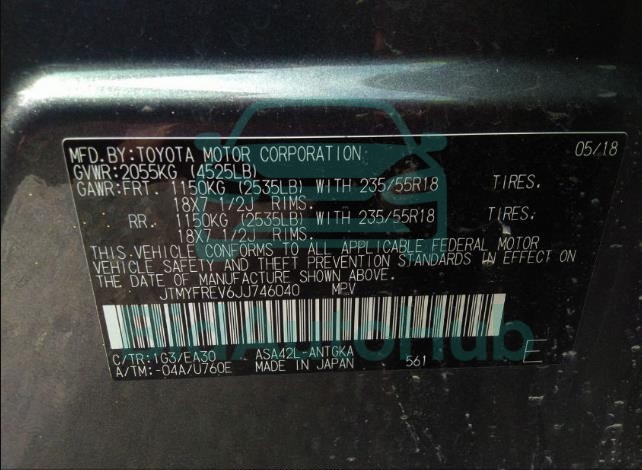 MFD.BY:TOYOTA MOTOR CORPORATION 05/18
GVWR:2055KG (4525LB)
GAWR:FRT. 1150KG (2535LB) WITH 235/55R18 TIRES,
18X7 1/2J RIMS.
RR. 1150KG (2535LB) WITH 235/55R18 TIRES,
18X7 1/2J RIMS.
THIS VEHICLE CONFORMS TO ALL APPLICABLE FEDERAL MOTOR
VEHICLE SAFETY AND THEFT PREVENTION STANDARDS IN EFFECT ON
THE DATE OF MANUFACTURE SHOWN ABOVE.
JTMYFREV6JJ746040 MPV
BidAutoHub
C/TR:1G3/EA30 ASA42L-ANTGKA
A/TM:-04A/U760E MADE IN JAPAN 561 E